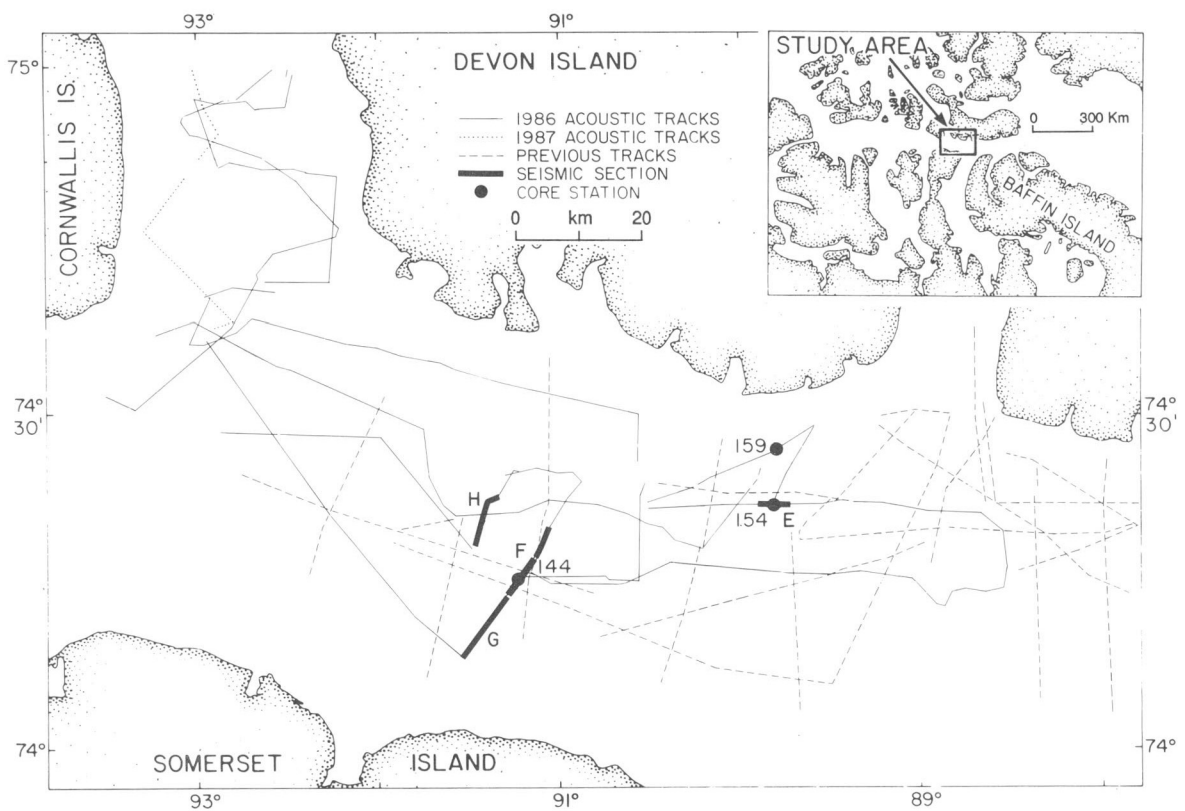 93°
91°
75°
CORNWALLIS IS.
DEVON ISLAND
1986 ACOUSTIC TRACKS
1987 ACOUSTIC TRACKS
PREVIOUS TRACKS
SEISMIC SECTION
CORE STATION
0 km 20
STUDY AREA
0 300 Km
BAFFIN ISLAND
74°
30'
74°
30'
159
H
154 E
F
144
G
74°
74°
SOMERSET ISLAND
93°
91°
89°